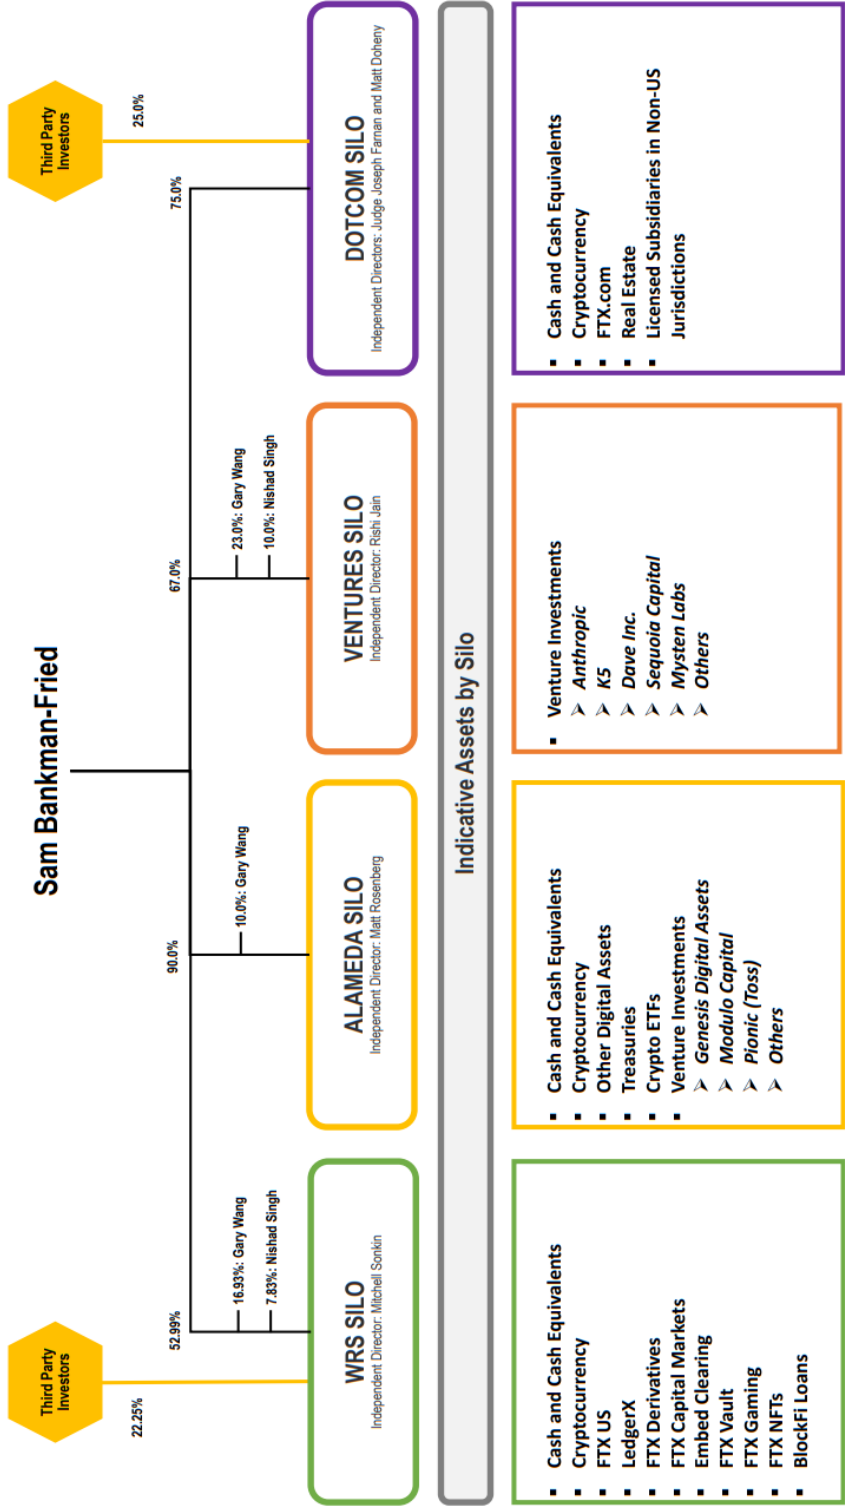 Sam Bankman-Fried
Third Party
Investors
22.25%
52.99%
16.93%: Gary Wang
7.83%: Nishad Singh
90.0%
10.0%: Gary Wang
67.0%
23.0%: Gary Wang
10.0%: Nishad Singh
75.0%
Third Party
Investors
25.0%
WRS SILO
Independent Director: Mitchell Sonkin
ALAMEDA SILO
Independent Director: Matt Rosenberg
VENTURES SILO
Independent Director: Rishi Jain
DOTCOM SILO
Independent Directors: Judge Joseph Farnan and Matt Doheny
Indicative Assets by Silo
▪ Cash and Cash Equivalents
▪ Cryptocurrency
▪ FTX US
▪ LedgerX
▪ FTX Derivatives
▪ FTX Capital Markets
▪ Embed Clearing
▪ FTX Vault
▪ FTX Gaming
▪ FTX NFTs
▪ BlockFi Loans
▪ Cash and Cash Equivalents
▪ Cryptocurrency
▪ Other Digital Assets
▪ Treasuries
▪ Crypto ETFs
▪ Venture Investments
➢ Genesis Digital Assets
➢ Modulo Capital
➢ Pionic (Toss)
➢ Others
▪ Venture Investments
➢ Anthropic
➢ K5
➢ Dave Inc.
➢ Sequoia Capital
➢ Mysten Labs
➢ Others
▪ Cash and Cash Equivalents
▪ Cryptocurrency
▪ FTX.com
▪ Real Estate
▪ Licensed Subsidiaries in Non-US
Jurisdictions